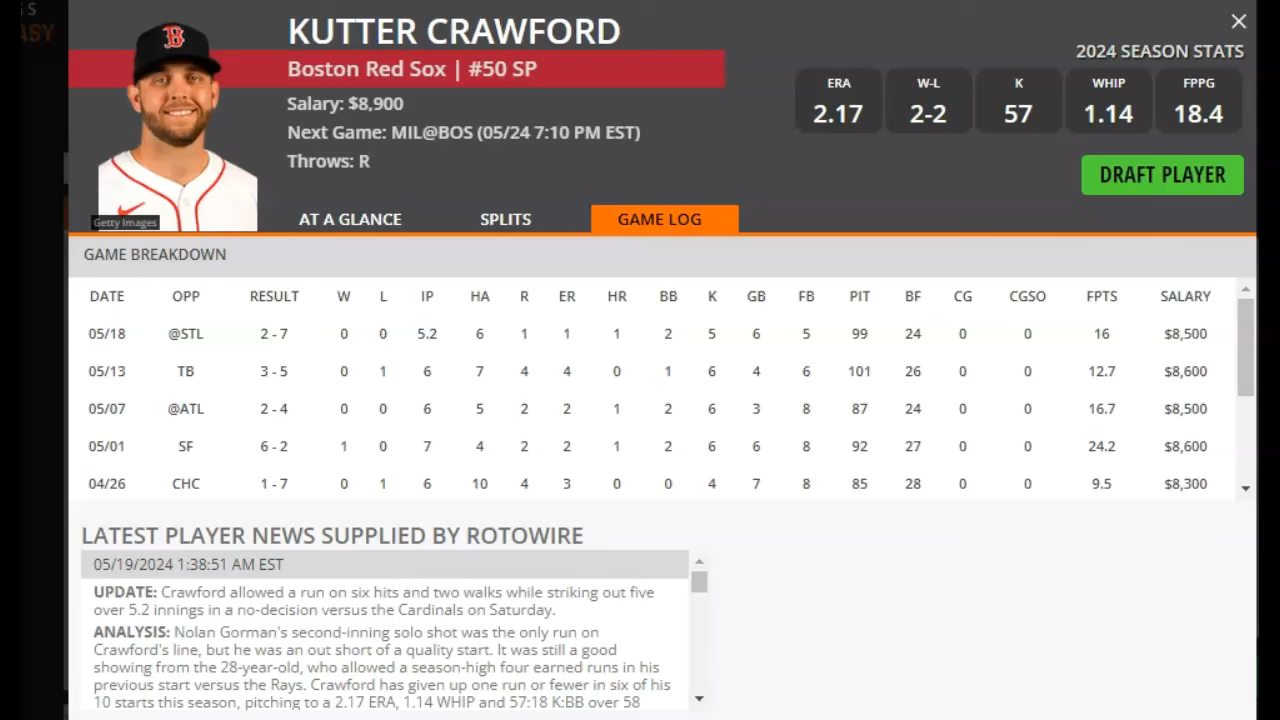 S
ASY
KUTTER CRAWFORD
Boston Red Sox | #50 SP
Salary: $8,900
Next Game: MIL@BOS (05/24 7:10 PM EST)
Throws: R
2024 SEASON STATS
ERA W-L K WHIP FPPG
2.17 2-2 57 1.14 18.4
DRAFT PLAYER
B
Getty Images
AT A GLANCE SPLITS GAME LOG
GAME BREAKDOWN
DATE OPP RESULT W L IP HA R ER HR BB K GB FB PIT BF CG CGSO FPTS SALARY
05/18 @STL 2 - 7 0 0 5.2 6 1 1 1 2 5 6 5 99 24 0 0 16 $8,500
05/13 TB 3 - 5 0 1 6 7 4 4 0 1 6 4 6 101 26 0 0 12.7 $8,600
05/07 @ATL 2 - 4 0 0 6 5 2 2 1 2 6 3 8 87 24 0 0 16.7 $8,500
05/01 SF 6 - 2 1 0 7 4 2 2 1 2 6 6 8 92 27 0 0 24.2 $8,600
04/26 CHC 1 - 7 0 1 6 10 4 3 0 0 4 7 8 85 28 0 0 9.5 $8,300
LATEST PLAYER NEWS SUPPLIED BY ROTOWIRE
05/19/2024 1:38:51 AM EST
UPDATE: Crawford allowed a run on six hits and two walks while striking out five
over 5.2 innings in a no-decision versus the Cardinals on Saturday.
ANALYSIS: Nolan Gorman's second-inning solo shot was the only run on
Crawford's line, but he was an out short of a quality start. It was still a good
showing from the 28-year-old, who allowed a season-high four earned runs in his
previous start versus the Rays. Crawford has given up one run or fewer in six of his
10 starts this season, pitching to a 2.17 ERA, 1.14 WHIP and 57:18 K:BB over 58